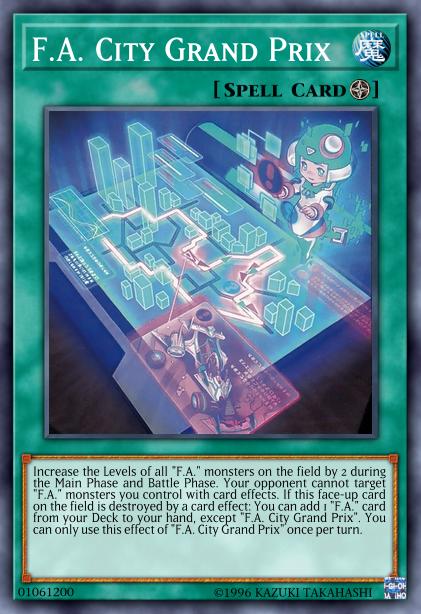 F.A. CITY GRAND PRIX
SPELL
魔
[SPELL CARD]
Increase the Levels of all "F.A." monsters on the field by 2 during
the Main Phase and Battle Phase. Your opponent cannot target
"F.A." monsters you control with card effects. If this face-up card
on the field is destroyed by a card effect: You can add 1 "F.A."
card from your Deck to your hand, except "F.A. City Grand Prix". You
can only use this effect of "F.A. City Grand Prix" once per turn.
01061200
©1996 KAZUKI TAKAHASHI